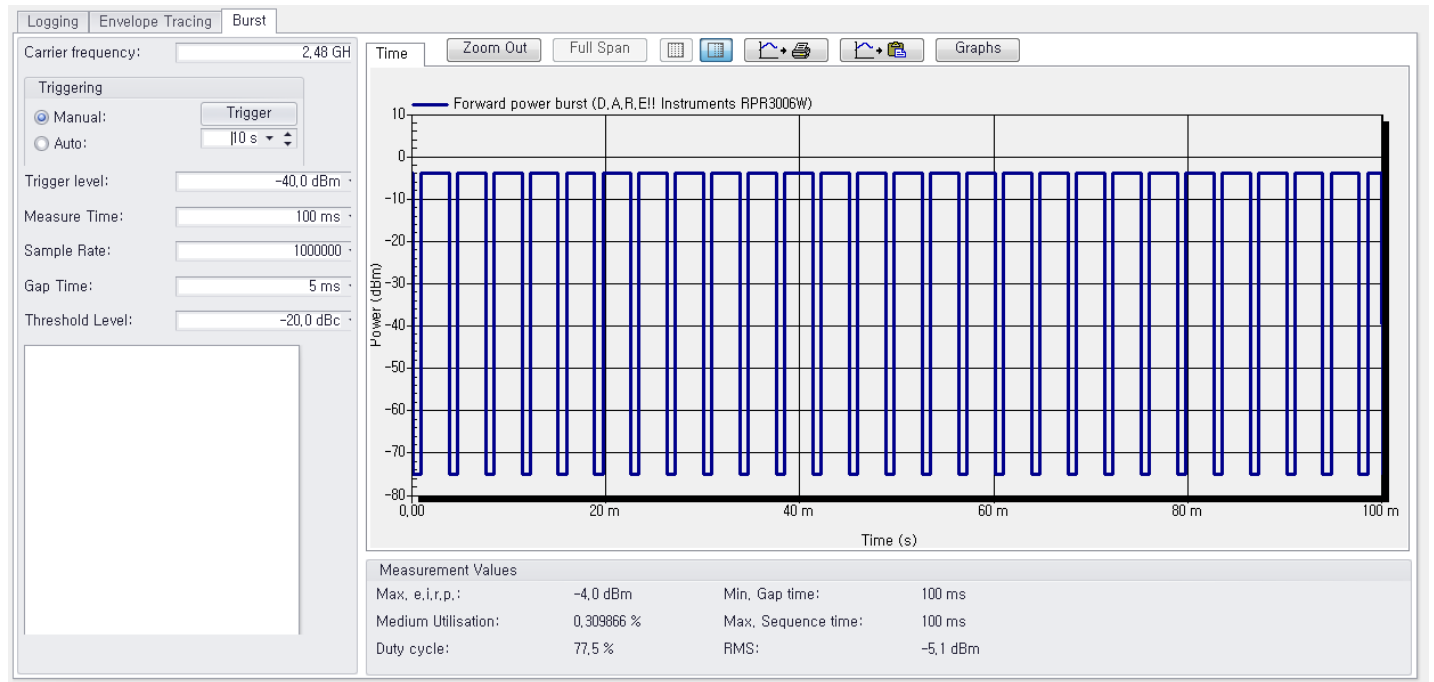 Logging Envelope Tracing Burst
Carrier frequency: 2,48 GH
Triggering
Manual: Trigger
Auto: 10 s
Trigger level: -40,0 dBm
Measure Time: 100 ms
Sample Rate: 1000000
Gap Time: 5 ms
Threshold Level: -20,0 dBc
Time Zoom Out Full Span Graphs
Forward power burst (D,A,R,E!! Instruments RPR3006W)
10
0
-10
-20
-30
-40
-50
-60
-70
-80
Power (dBm)
0,00 20 m 40 m 60 m 80 m 100 m
Time (s)
Measurement Values
Max, e,i,r,p,: -4,0 dBm Min, Gap time: 100 ms
Medium Utilisation: 0,309866 % Max, Sequence time: 100 ms
Duty cycle: 77,5 % RMS: -5,1 dBm